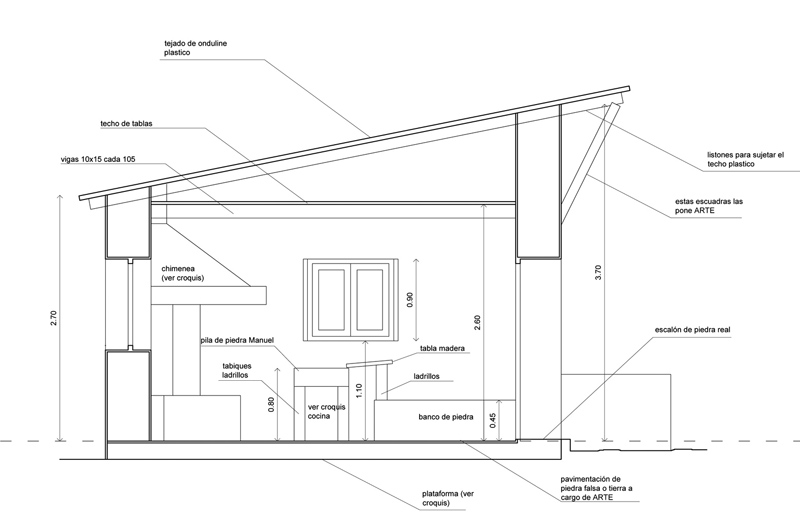 tejado de onduline
plastico
techo de tablas
vigas 10x15 cada 105
listones para sujetar el
techo plastico
estas escuadras las
pone ARTE
chimenea
(ver croquis)
2.70
0.90
2.60
3.70
escalón de piedra real
pila de piedra Manuel
tabla madera
tabiques
ladrillos
ladrillos
1.10
0.80
ver croquis
cocina
banco de piedra
0.45
pavimentación de
piedra falsa o tierra a
cargo de ARTE
plataforma (ver
croquis)